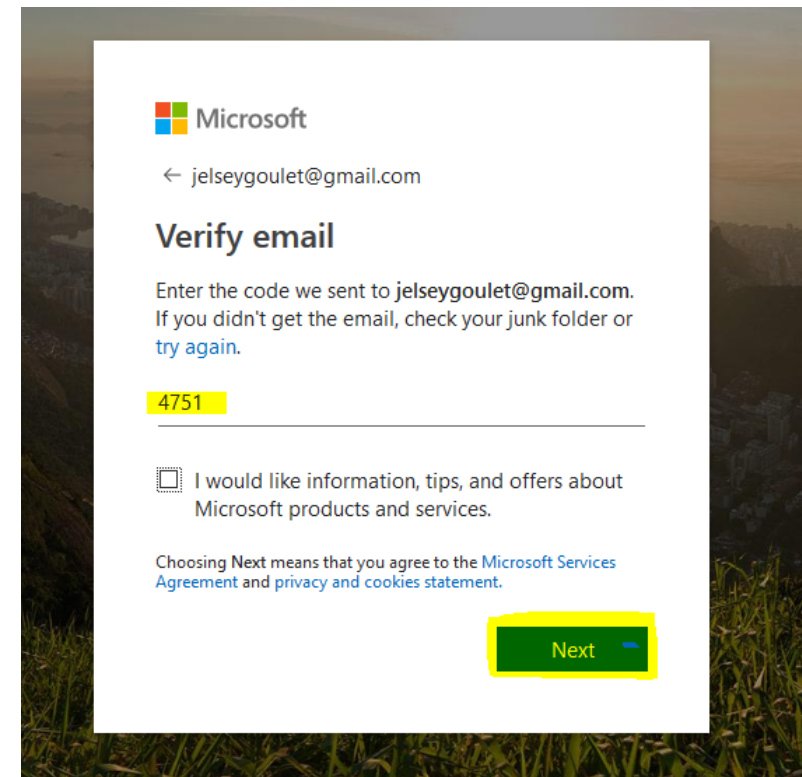 Microsoft
← jelseygoulet@gmail.com
Verify email
Enter the code we sent to jelseygoulet@gmail.com.
If you didn't get the email, check your junk folder or
try again.
4751
I would like information, tips, and offers about
Microsoft products and services.
Choosing Next means that you agree to the Microsoft Services
Agreement and privacy and cookies statement.
Next